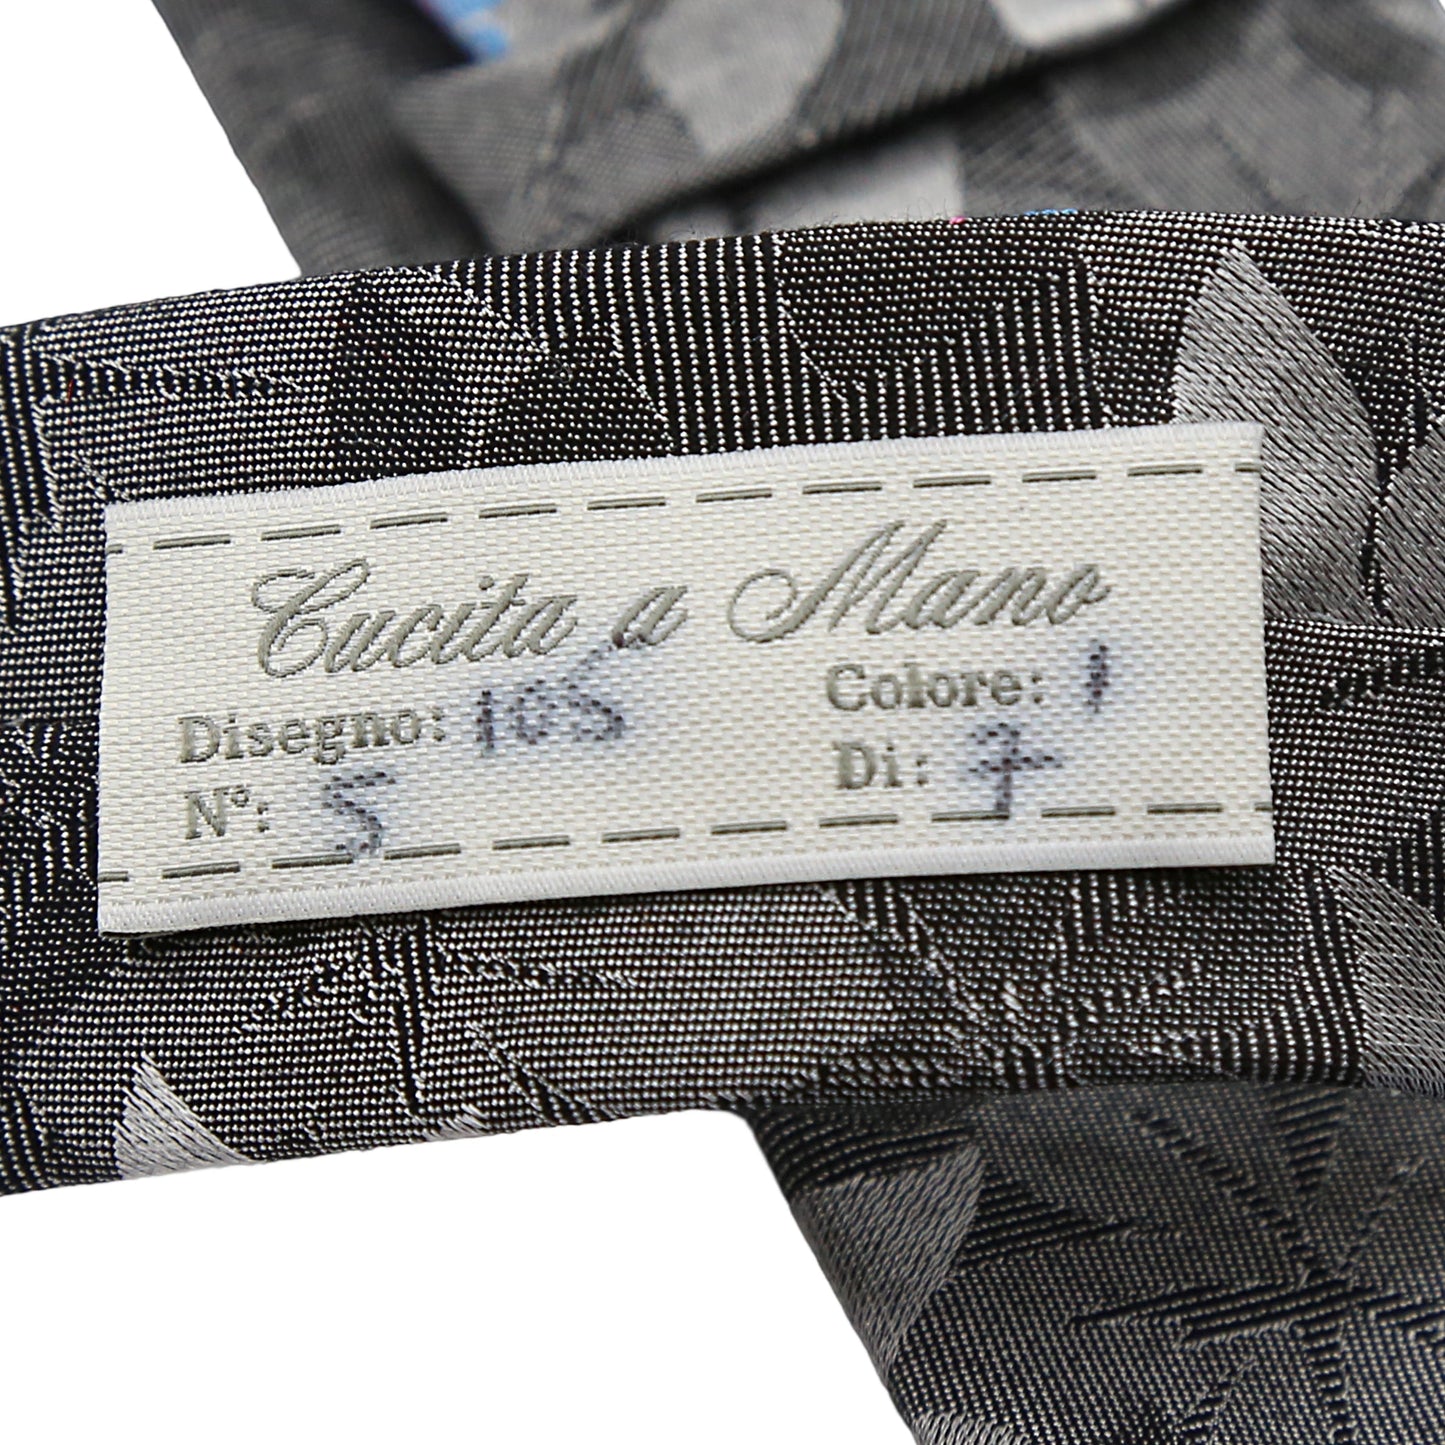 Cucita a Mano
Disegno: 105 Colore: 1
N°: 5 Di: 7